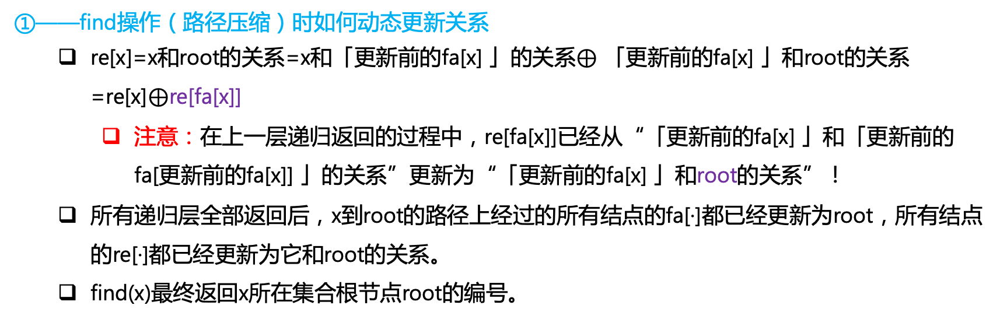 ①——find操作（路径压缩）时如何动态更新关系
❑ re[x]=x和root的关系=x和「更新前的fa[x] 」的关系⊕ 「更新前的fa[x] 」和root的关系
=re[x]⊕re[fa[x]]
❑ 注意：在上一层递归返回的过程中，re[fa[x]]已经从“「更新前的fa[x] 」和「更新前的
fa[更新前的fa[x]] 」的关系”更新为“「更新前的fa[x] 」和root的关系”！
❑ 所有递归层全部返回后，x到root的路径上经过的所有结点的fa[·]都已经更新为root，所有结点
的re[·]都已经更新为它和root的关系。
❑ find(x)最终返回x所在集合根节点root的编号。